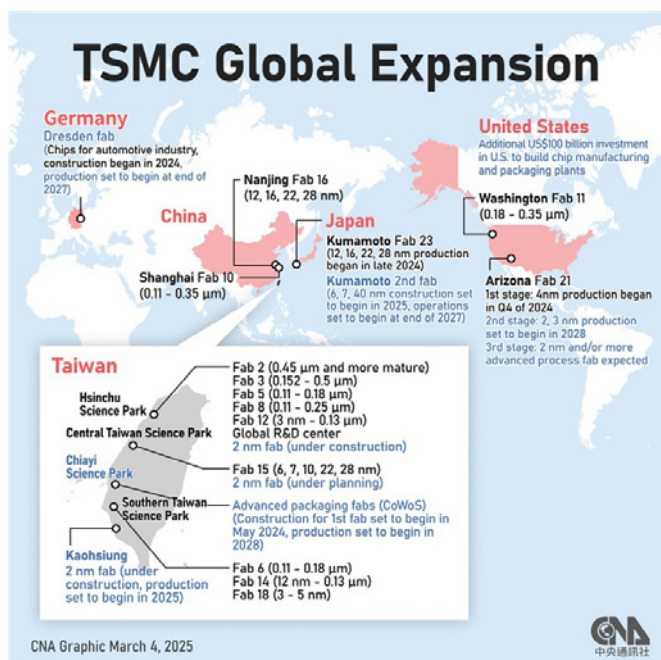 TSMC Global Expansion
Germany
Dresden fab
(Chips for automotive industry,
construction began in 2024,
production set to begin at end of
2027)
Nanjing Fab 16
(12, 16, 22, 28 nm)
China
Shanghai Fab 10
(0.11 - 0.35 µm)
Japan
Kumamoto Fab 23
(12, 16, 22, 28 nm production
began in late 2024)
Kumamoto 2nd fab
(6, 7, 40 nm construction set
to begin in 2025, operations
set to begin at end of 2027)
United States
Additional US$100 billion investment
in U.S. to build chip manufacturing
and packaging plants
Washington Fab 11
(0.18 - 0.35 µm)
Arizona Fab 21
1st stage: 4nm production began
in Q4 of 2024
2nd stage: 2, 3 nm production
set to begin in 2028
3rd stage: 2 nm and/or more
advanced process fab expected
Taiwan
Hsinchu
Science Park
Fab 2 (0.45 µm and more mature)
Fab 3 (0.152 - 0.5 µm)
Fab 5 (0.11 - 0.18 µm)
Fab 8 (0.11 - 0.25 µm)
Fab 12 (3 nm - 0.13 µm)
Global R&D center
2 nm fab (under construction)
Central Taiwan Science Park
Fab 15 (6, 7, 10, 22, 28 nm)
2 nm fab (under planning)
Chiayi
Science Park
Advanced packaging fabs (CoWoS)
(Construction for 1st fab set to begin in
May 2024, production set to begin in
2028)
Southern Taiwan
Science Park
Fab 6 (0.11 - 0.18 µm)
Fab 14 (12 nm - 0.13 µm)
Fab 18 (3 - 5 nm)
Kaohsiung
2 nm fab (under
construction, production
set to begin in 2025)
CNA Graphic March 4, 2025
CNA
中央通訊社